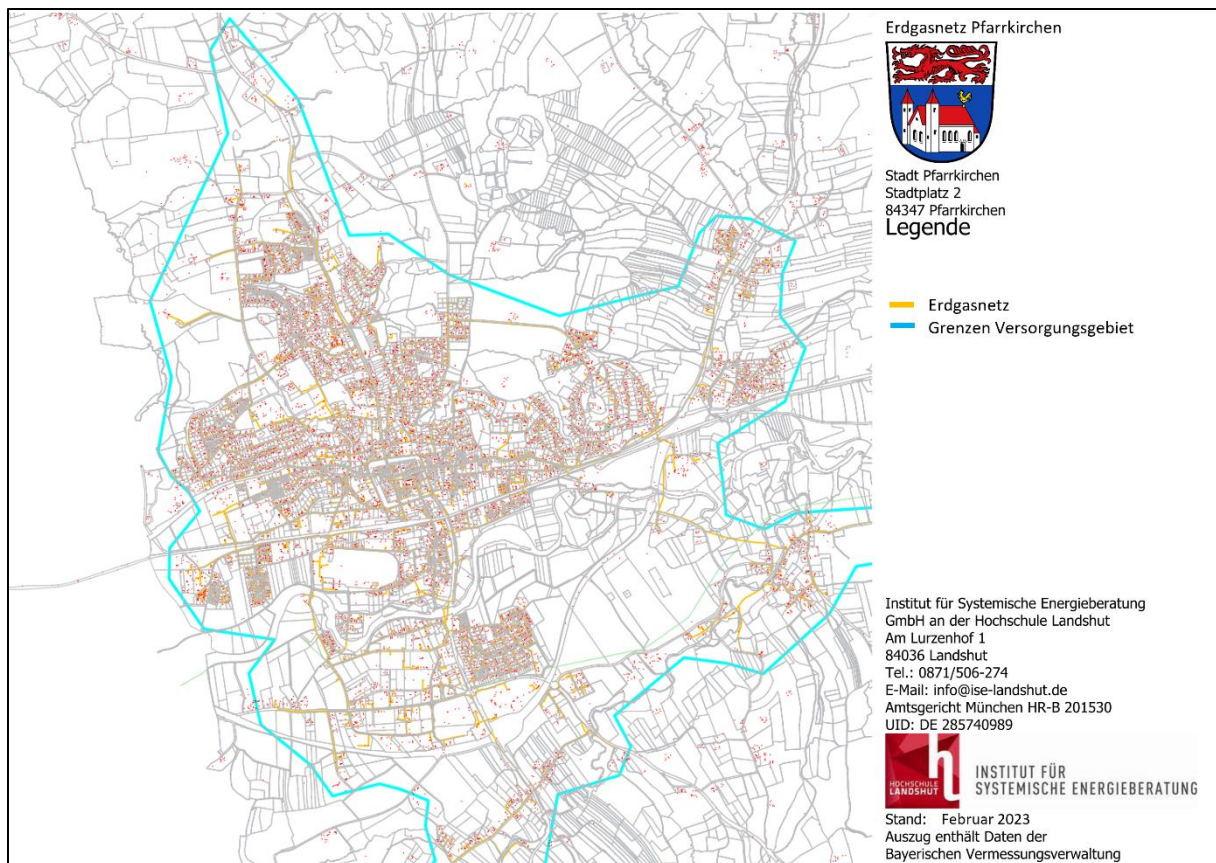 Erdgasnetz Pfarrkirchen
Stadt Pfarrkirchen
Stadtplatz 2
84347 Pfarrkirchen
Legende
Erdgasnetz
Grenzen Versorgungsgebiet
Institut für Systemische Energieberatung
GmbH an der Hochschule Landshut
Am Lurzenhof 1
84036 Landshut
Tel.: 0871/506-274
E-Mail: info@ise-landshut.de
Amtsgericht München HR-B 201530
UID: DE 285740989
HOCHSCHULE
LANDSHUT
INSTITUT FÜR
SYSTEMISCHE ENERGIEBERATUNG
Stand: Februar 2023
Auszug enthält Daten der
Bayerischen Vermessungsverwaltung